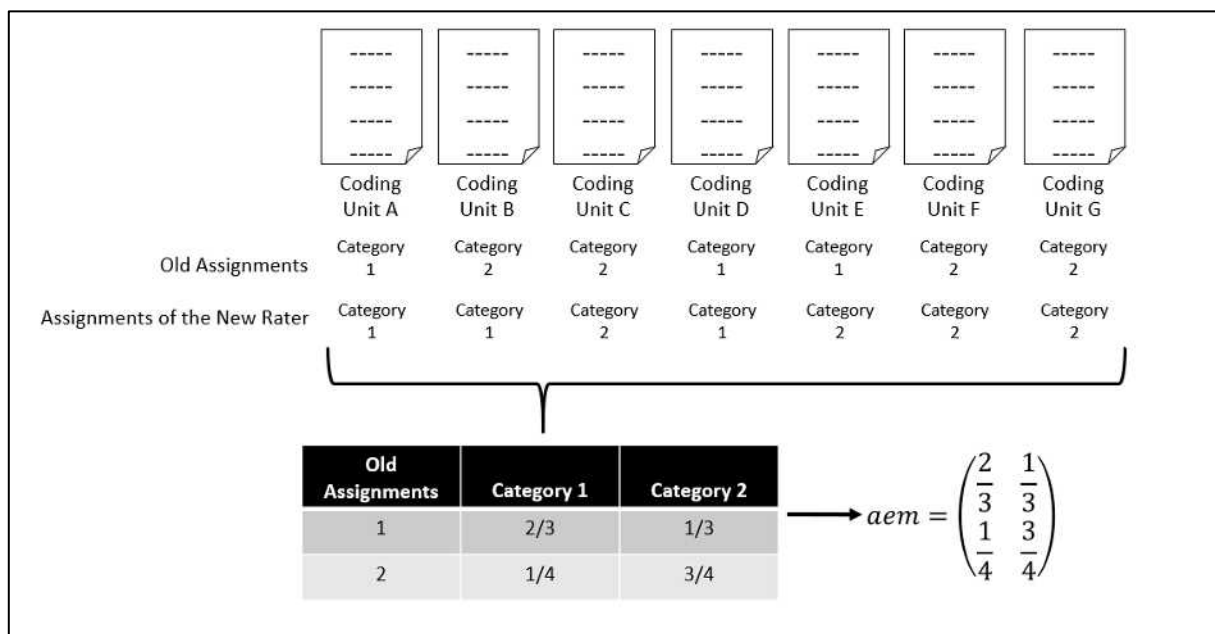 ----- ----- ----- ----- ----- ----- -----
----- ----- ----- ----- ----- ----- -----
----- ----- ----- ----- ----- ----- -----
----- ----- ----- ----- ----- ----- -----
Coding Coding Coding Coding Coding Coding Coding
Unit A Unit B Unit C Unit D Unit E Unit F Unit G
Old Assignments
Category Category Category Category Category Category Category
1 2 2 1 1 2 2
Assignments of the New Rater
Category Category Category Category Category Category Category
1 1 2 1 2 2 2
Old
Assignments Category 1 Category 2
1 2/3 1/3
2 1/4 3/4
aem = (2/3 1/3
1/4 3/4)